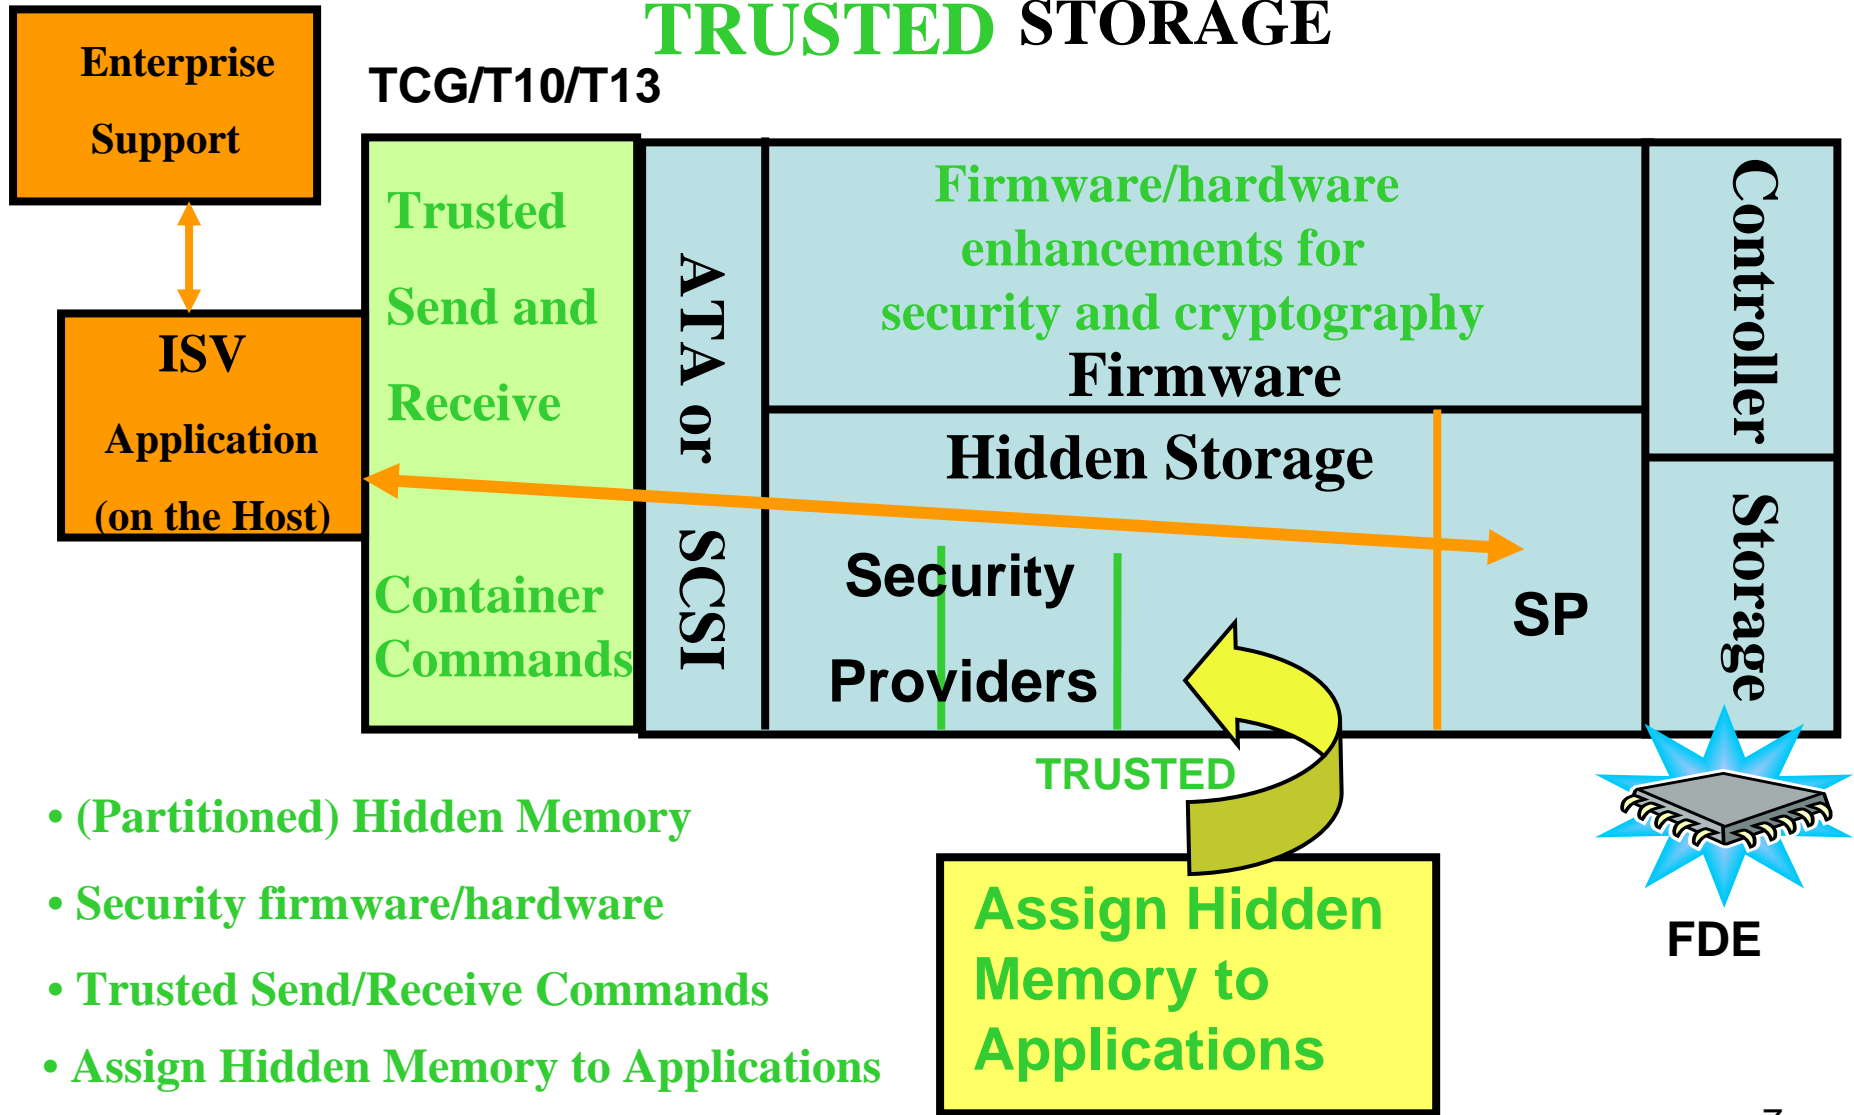 TRUSTED STORAGE
Enterprise
Support
TCG/T10/T13
ISV
Application
(on the Host)
Trusted
Send and
Receive
Container
Commands
ATA or SCSI
Firmware/hardware
enhancements for
security and cryptography
Firmware
Hidden Storage
Security
Providers
SP
Controller
Storage
TRUSTED
FDE
Assign Hidden
Memory to
Applications
• (Partitioned) Hidden Memory
• Security firmware/hardware
• Trusted Send/Receive Commands
• Assign Hidden Memory to Applications